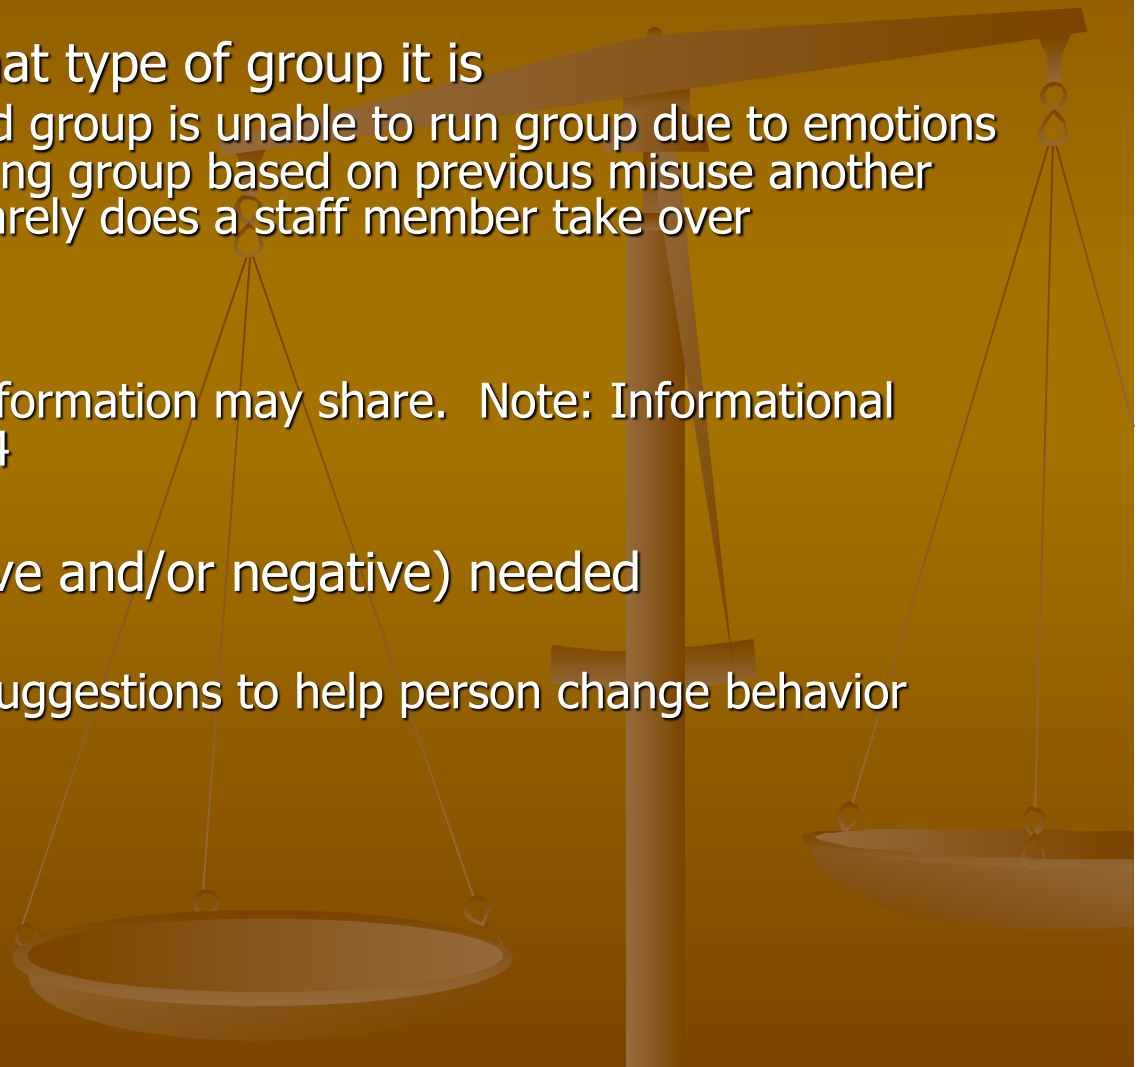 at type of group it is
d group is unable to run group due to emotions
ng group based on previous misuse another
arely does a staff member take over
formation may share.  Note: Informational
4
ve and/or negative) needed
uggestions to help person change behavior